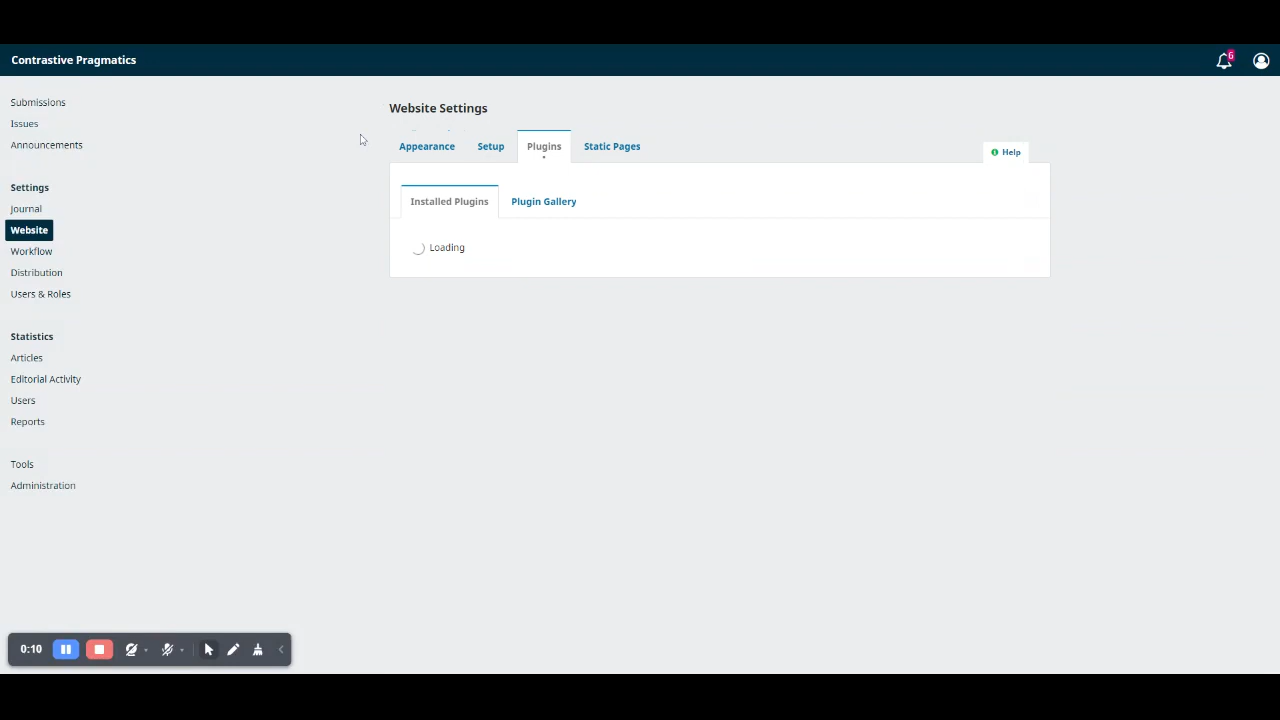 Contrastive Pragmatics
6
Submissions
Issues
Announcements
Settings
Journal
Website
Workflow
Distribution
Users & Roles
Statistics
Articles
Editorial Activity
Users
Reports
Tools
Administration
Website Settings
Appearance
Setup
Plugins
Static Pages
Help
Installed Plugins
Plugin Gallery
Loading
0:10